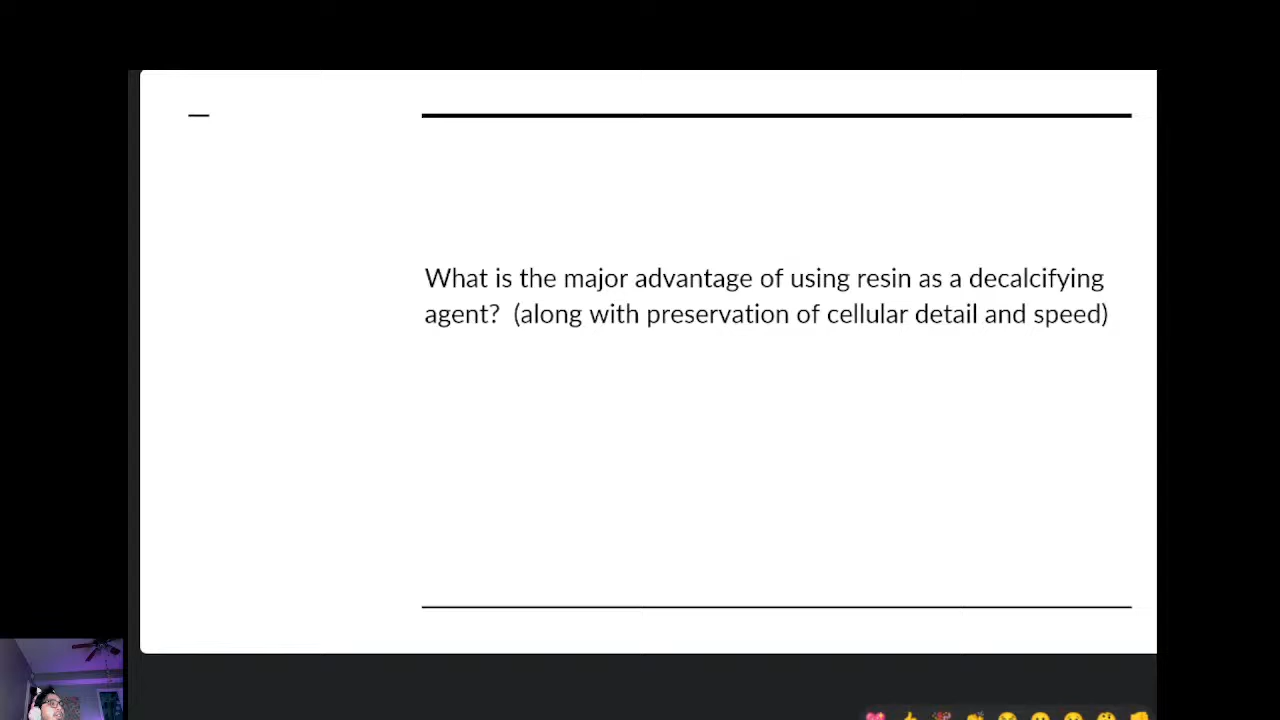 What is the major advantage of using resin as a decalcifying
agent?  (along with preservation of cellular detail and speed)